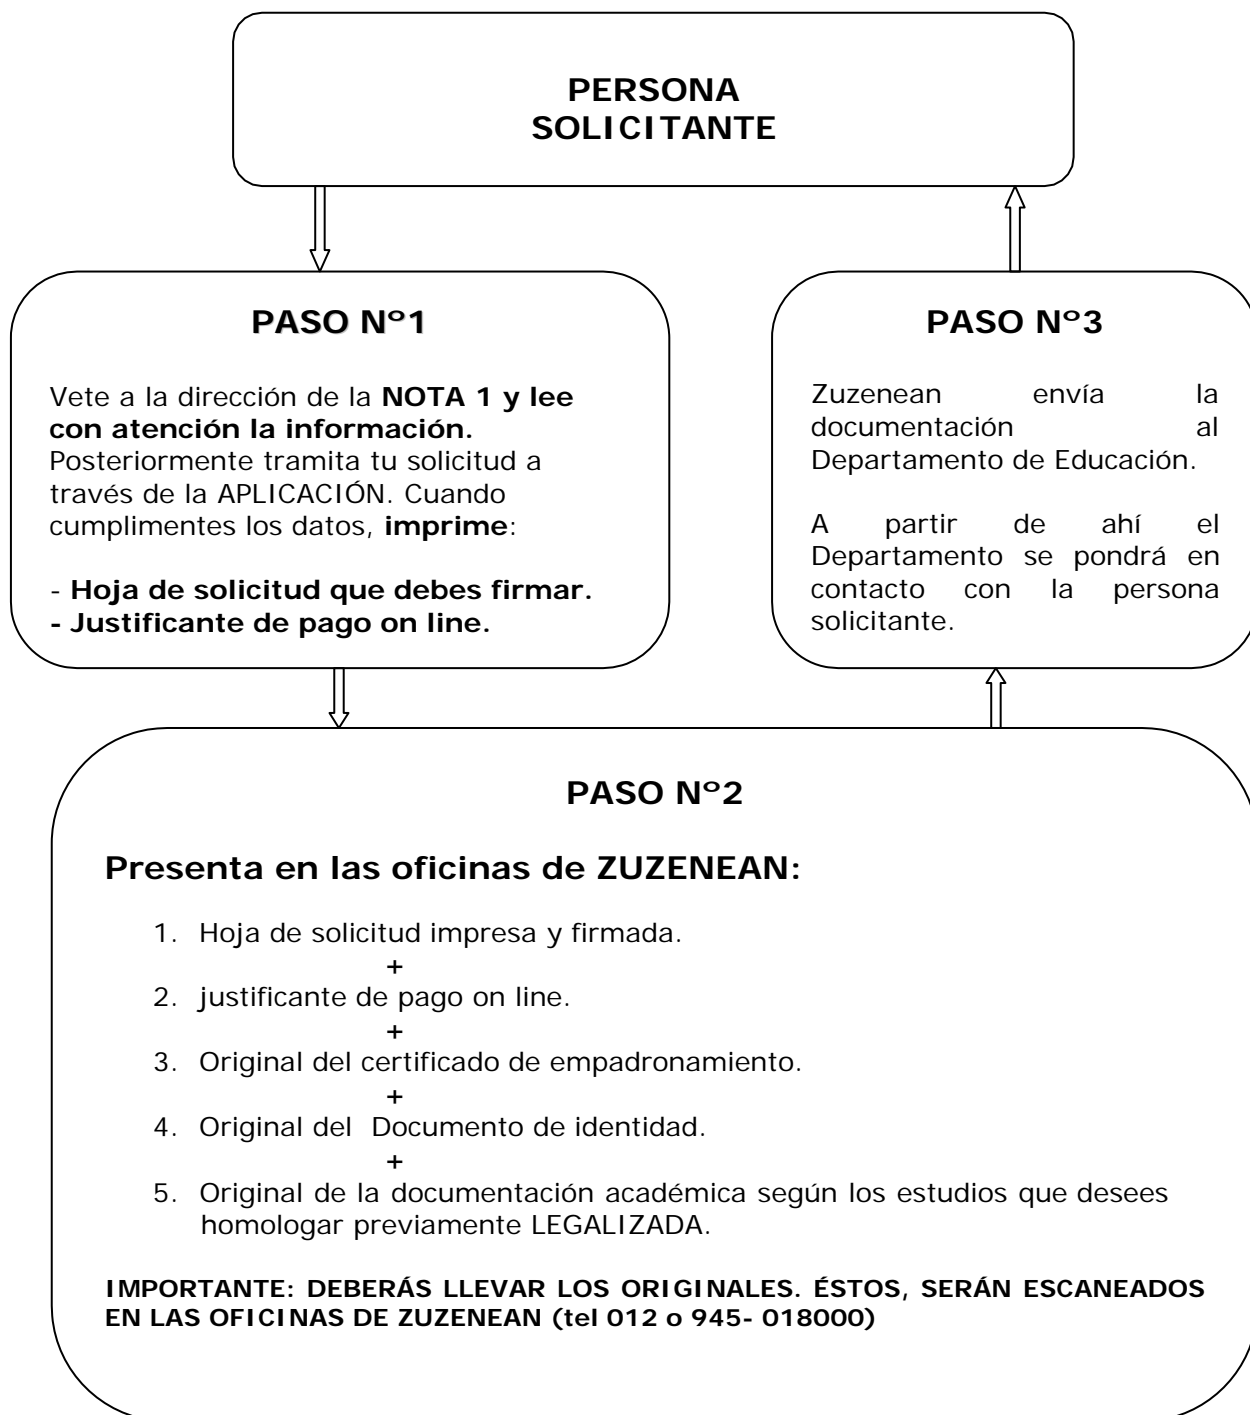 PERSONA
SOLICITANTE
PASO Nº1
Vete a la dirección de la NOTA 1 y lee
con atención la información.
Posteriormente tramita tu solicitud a
través de la APLICACIÓN. Cuando
cumplimentes los datos, imprime:
- Hoja de solicitud que debes firmar.
- Justificante de pago on line.
PASO Nº3
Zuzenean envía la
documentación al
Departamento de Educación.
A partir de ahí el
Departamento se pondrá en
contacto con la persona
solicitante.
PASO Nº2
Presenta en las oficinas de ZUZENEAN:
1. Hoja de solicitud impresa y firmada.
+
2. justificante de pago on line.
+
3. Original del certificado de empadronamiento.
+
4. Original del Documento de identidad.
+
5. Original de la documentación académica según los estudios que desees
homologar previamente LEGALIZADA.
IMPORTANTE: DEBERÁS LLEVAR LOS ORIGINALES. ÉSTOS, SERÁN ESCANEADOS
EN LAS OFICINAS DE ZUZENEAN (tel 012 o 945- 018000)